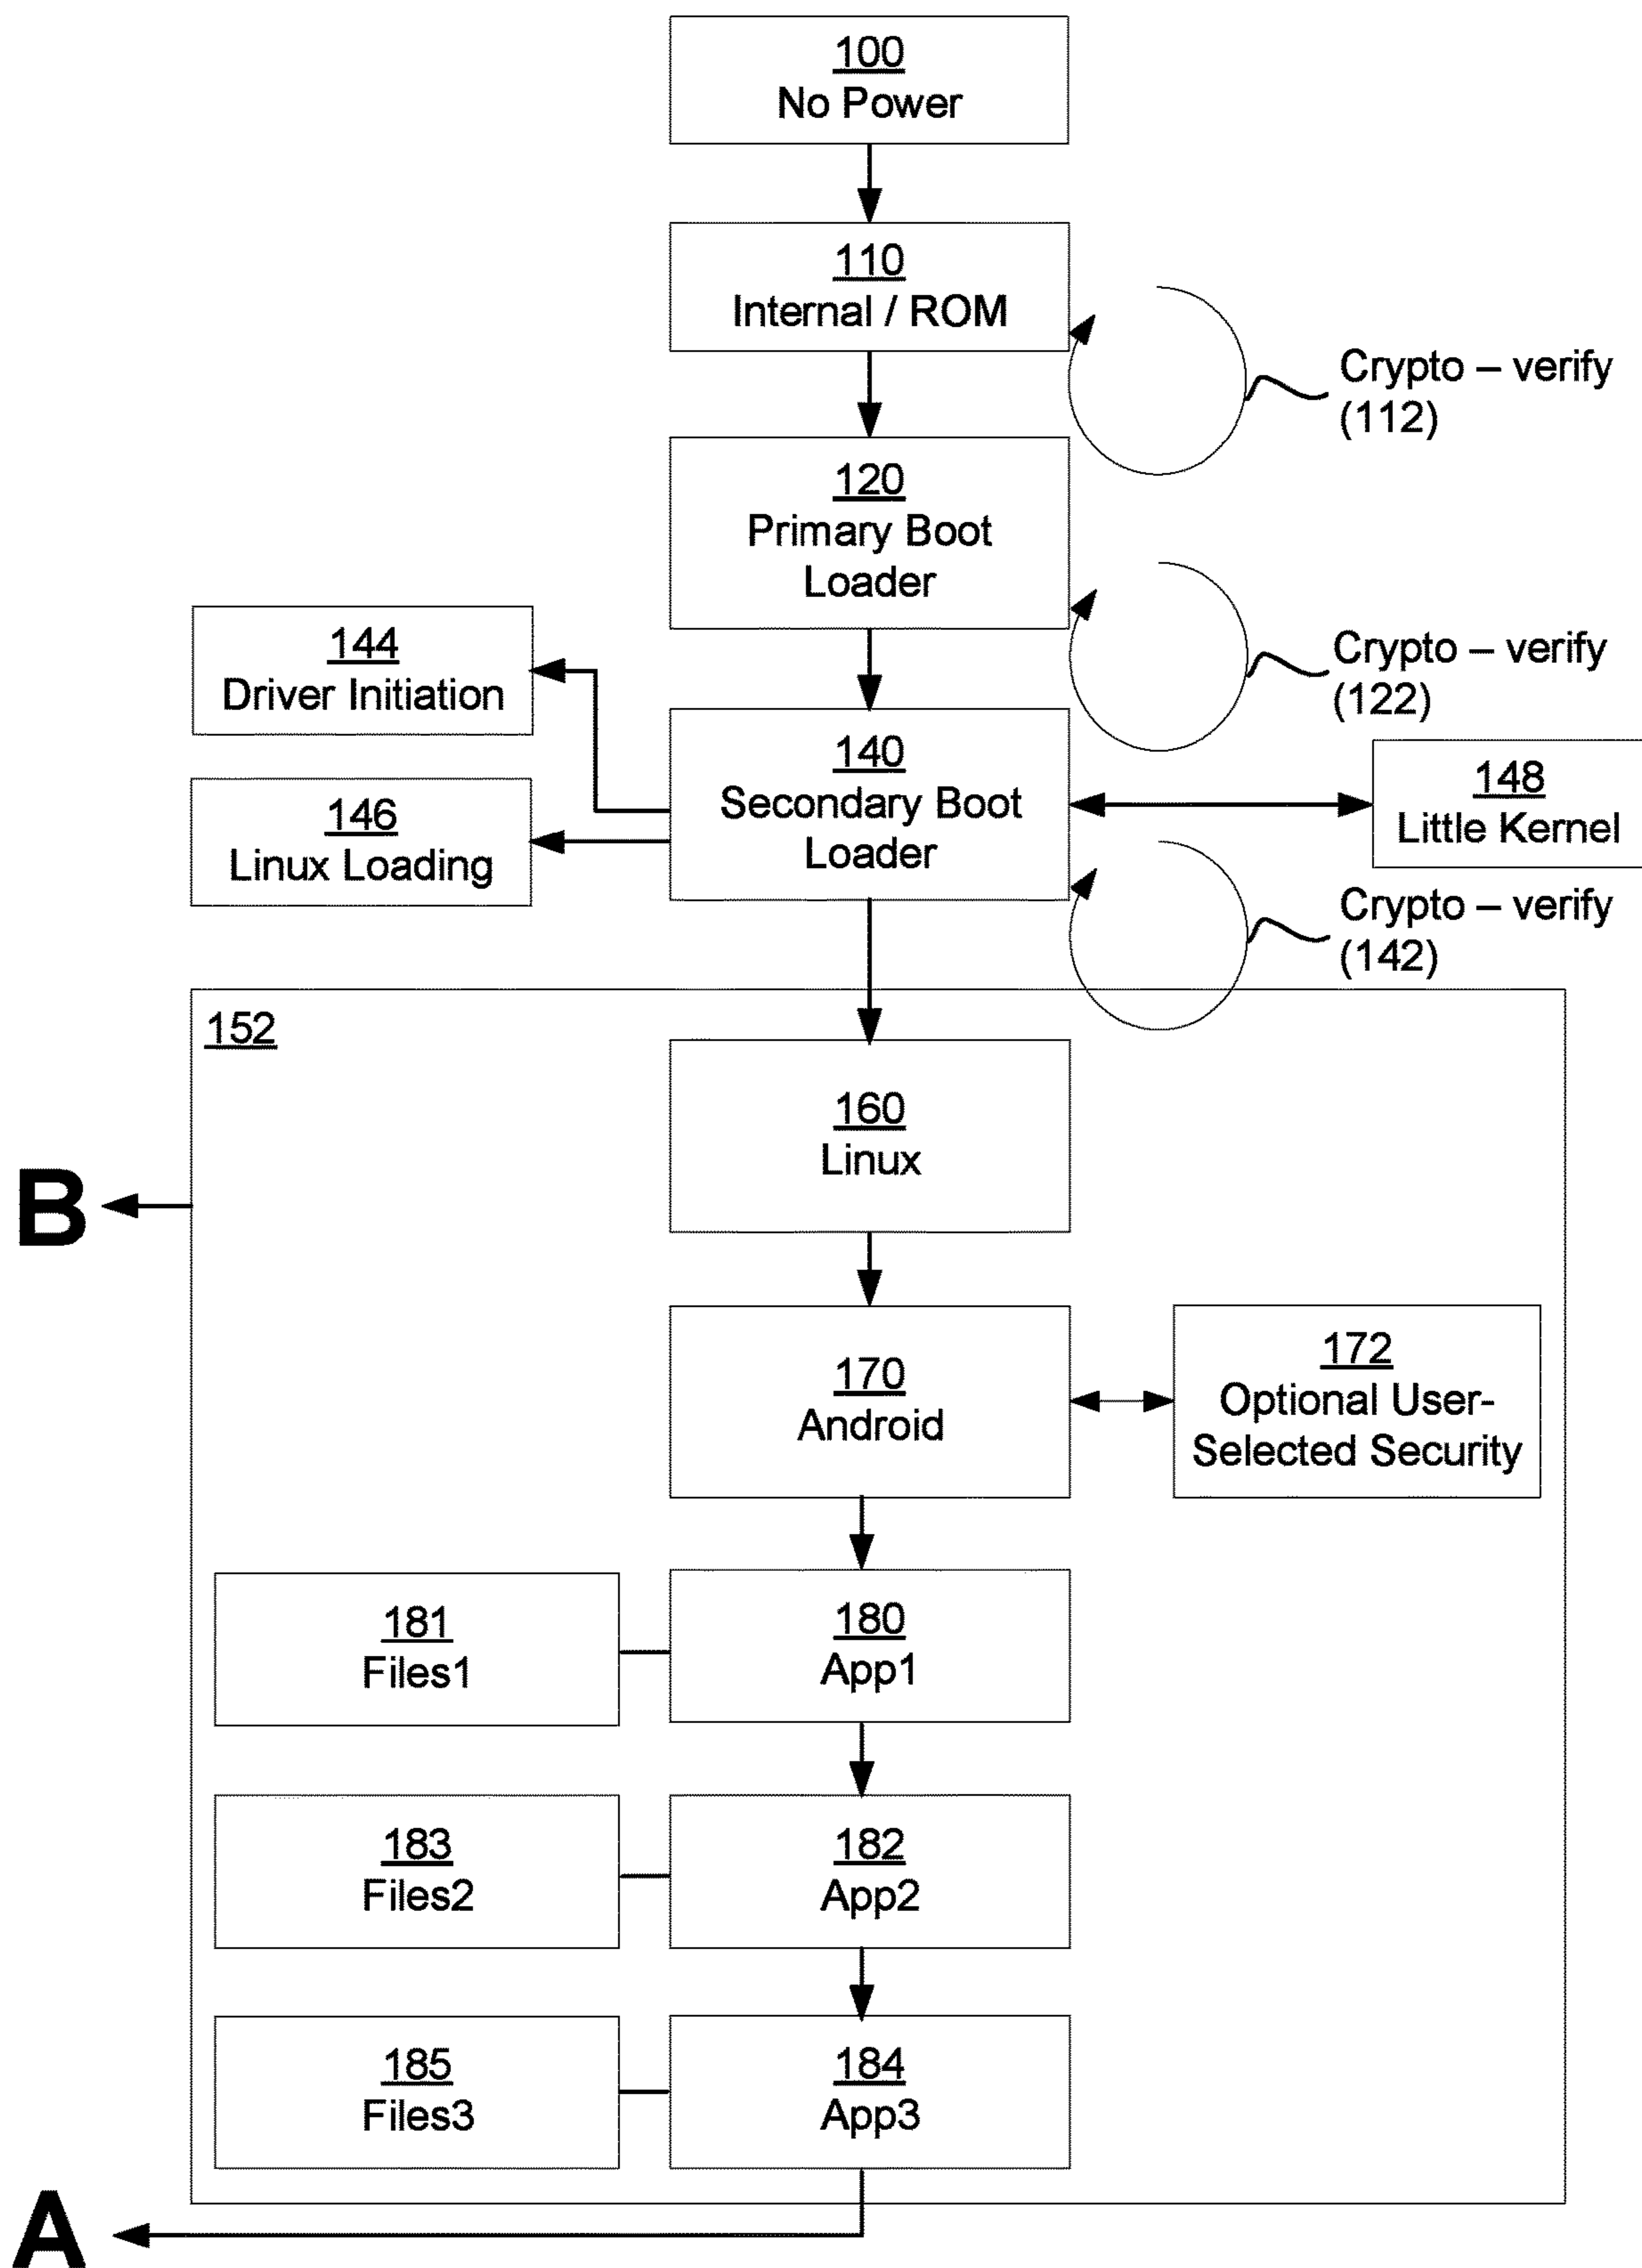 100
No Power
110
Internal / ROM
Crypto – verify
(112)
120
Primary Boot
Loader
144
Driver Initiation
Crypto – verify
(122)
140
Secondary Boot
Loader
148
Little Kernel
146
Linux Loading
Crypto – verify
(142)
152
160
Linux
B
170
Android
172
Optional User-
Selected Security
181
Files1
180
App1
183
Files2
182
App2
185
Files3
184
App3
A